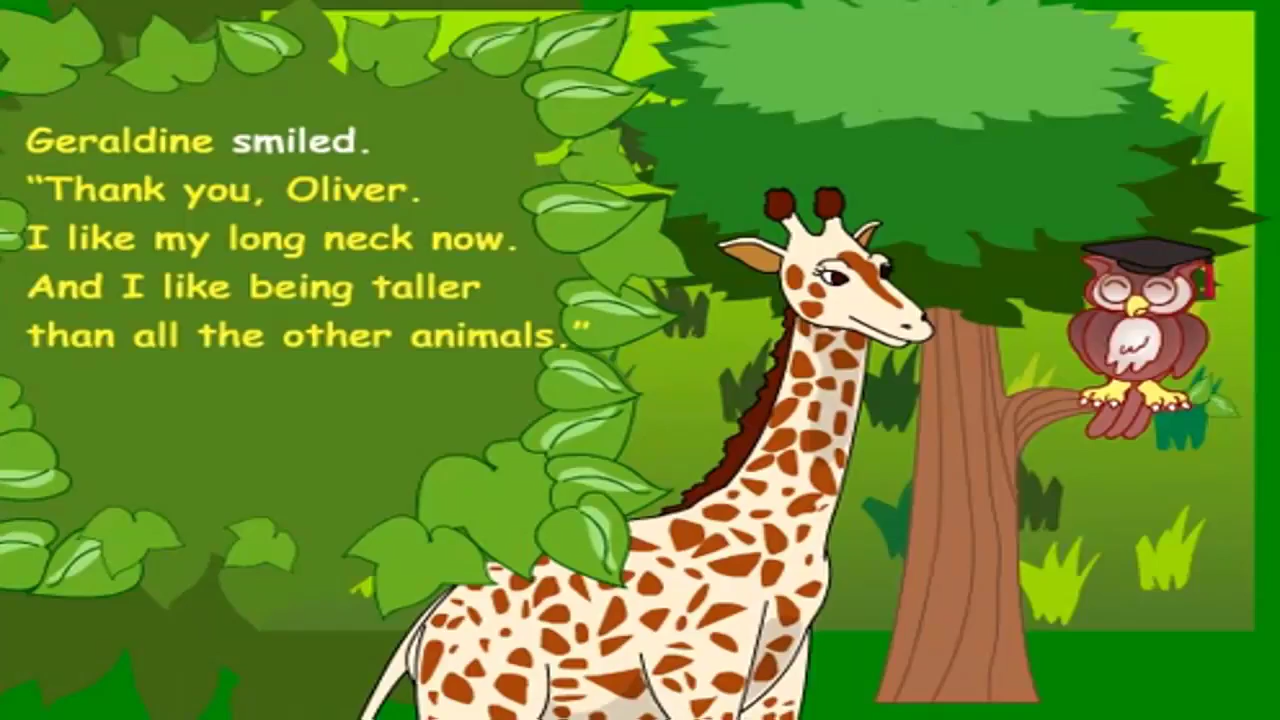 Geraldine smiled.
“Thank you, Oliver.
I like my long neck now.
And I like being taller
than all the other animals.”